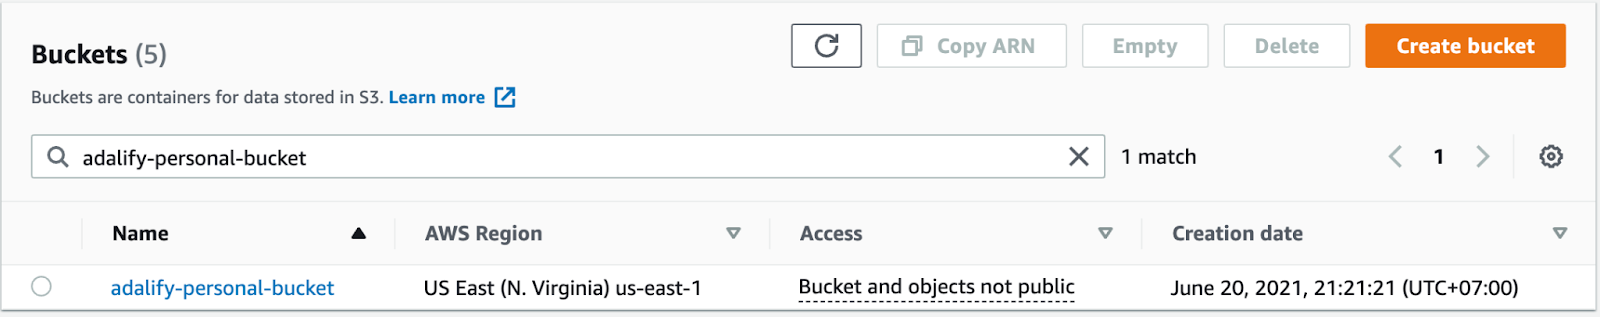 Buckets (5)
Copy ARN
Empty
Delete
Create bucket
Buckets are containers for data stored in S3. Learn more
adalify-personal-bucket
1 match
1
Name
AWS Region
Access
Creation date
adalify-personal-bucket
US East (N. Virginia) us-east-1
Bucket and objects not public
June 20, 2021, 21:21:21 (UTC+07:00)